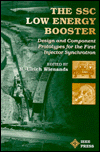 THE SSC
LOW ENERGY
BOOSTER
Design and Component
Prototypes for the First
Injector Synchrotron
EDITED BY
Ulrich Wienands
IEEE
PRESS